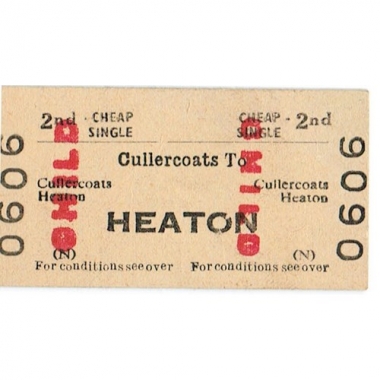 2nd · CHEAP SINGLE CHEAP SINGLE · 2nd
Cullercoats To
Cullercoats Cullercoats
Heaton Heaton
HEATON
(N) (N)
For conditions see over For conditions see over
CHILD
CHILD
0606
0606